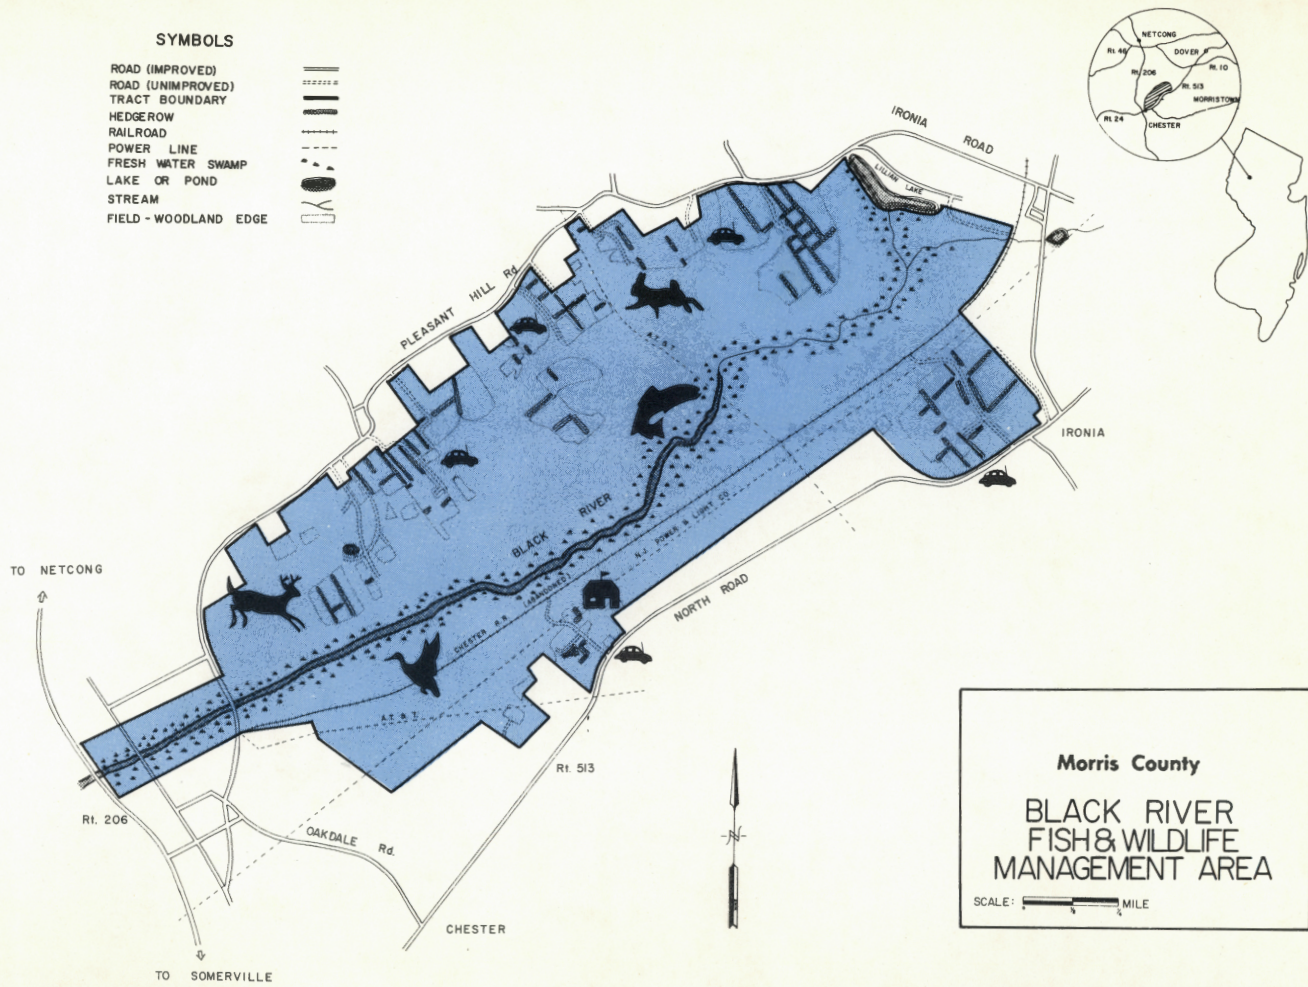 SYMBOLS
ROAD (IMPROVED)
ROAD (UNIMPROVED)
TRACT BOUNDARY
HEDGEROW
RAILROAD
POWER LINE
FRESH WATER SWAMP
LAKE OR POND
STREAM
FIELD - WOODLAND EDGE
NETCONG
Rt. 46
DOVER
Rt. 10
Rt. 206
Rt. 513
MORRISTOWN
Rt. 24
CHESTER
IRONIA ROAD
LILLIAN LAKE
PLEASANT HILL Rd.
A.T. & T.
IRONIA
BLACK RIVER
N.J. POWER & LIGHT CO
TO NETCONG
CHESTER R.R. (ABANDONED)
NORTH ROAD
A.T. & T.
Rt. 513
Rt. 206
OAKDALE Rd.
CHESTER
TO SOMERVILLE
N
Morris County
BLACK RIVER
FISH & WILDLIFE
MANAGEMENT AREA
SCALE: MILE